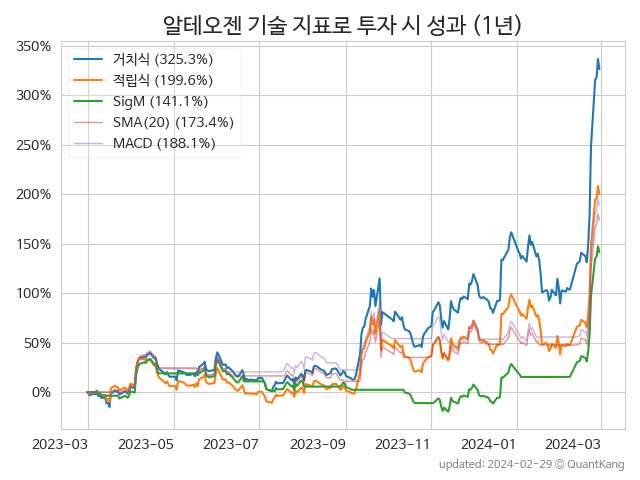 알테오젠 기술 지표로 투자 시 성과 (1년)
350%
300%
250%
200%
150%
100%
50%
0%
거치식 (325.3%)
적립식 (199.6%)
SigM (141.1%)
SMA(20) (173.4%)
MACD (188.1%)
2023-03
2023-05
2023-07
2023-09
2023-11
2024-01
2024-03
updated: 2024-02-29 © QuantKang